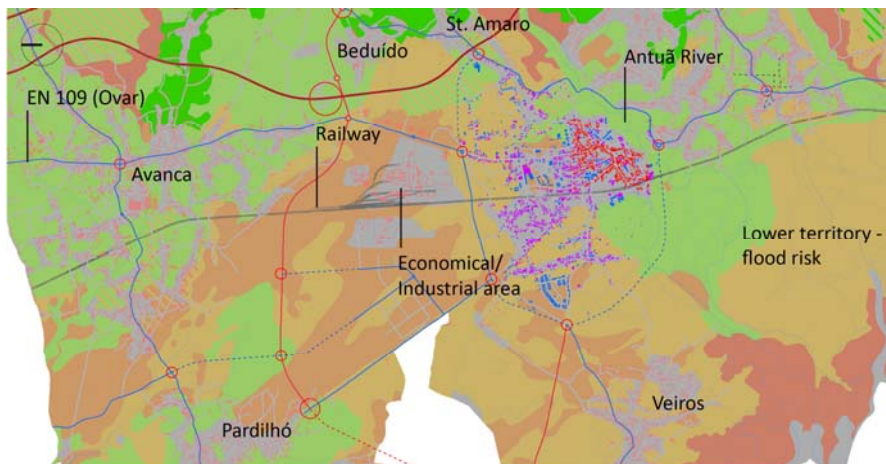 St. Amaro
Beduído
Antuã River
EN 109 (Ovar)
Railway
Avanca
Lower territory -
flood risk
Economical/
Industrial area
Veiros
Pardilhó